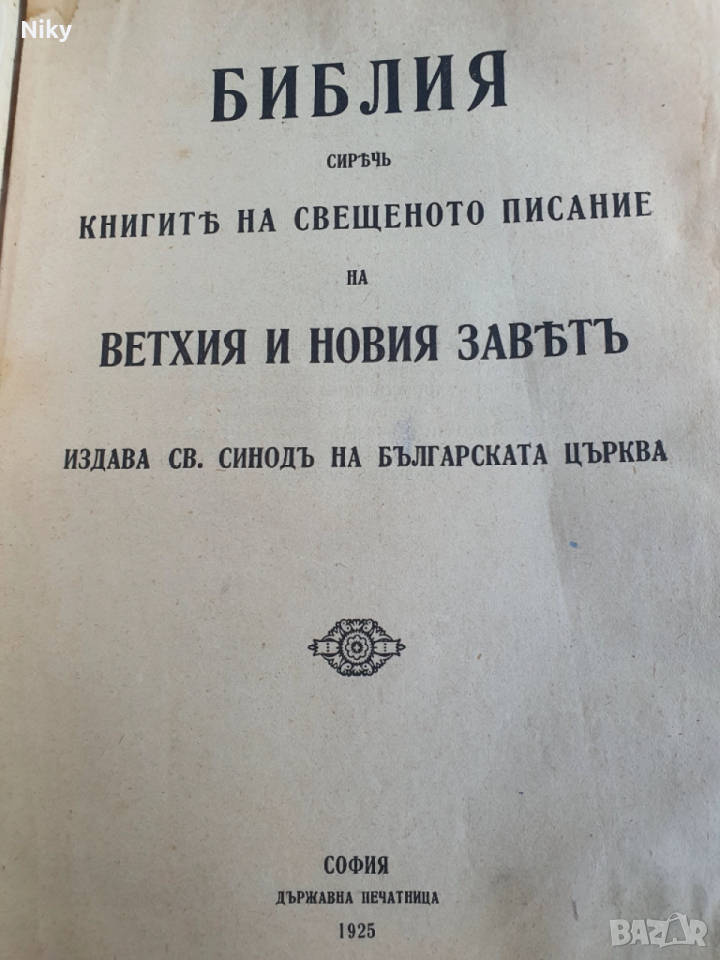 Niky
БИБЛИЯ
СИРѢЧЬ
КНИГИТѢ НА СВЕЩЕНОТО ПИСАНИЕ
НА
ВЕТХИЯ И НОВИЯ ЗАВѢТЪ
ИЗДАВА СВ. СИНОДЪ НА БЪЛГАРСКАТА ЦЪРКВА
СОФИЯ
ДЪРЖАВНА ПЕЧАТНИЦА
1925
BAZAR